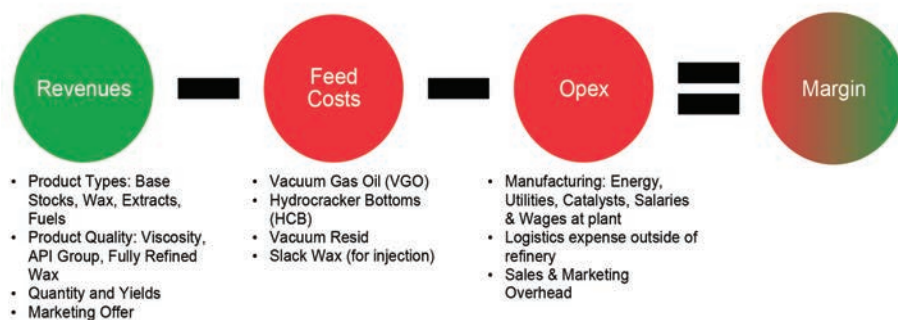 Revenues
Feed
Costs
Opex
Margin
• Product Types: Base
Stocks, Wax, Extracts,
Fuels
• Product Quality: Viscosity,
API Group, Fully Refined
Wax
• Quantity and Yields
• Marketing Offer
• Vacuum Gas Oil (VGO)
• Hydrocracker Bottoms
(HCB)
• Vacuum Resid
• Slack Wax (for injection)
• Manufacturing: Energy,
Utilities, Catalysts, Salaries
& Wages at plant
• Logistics expense outside of
refinery
• Sales & Marketing
Overhead